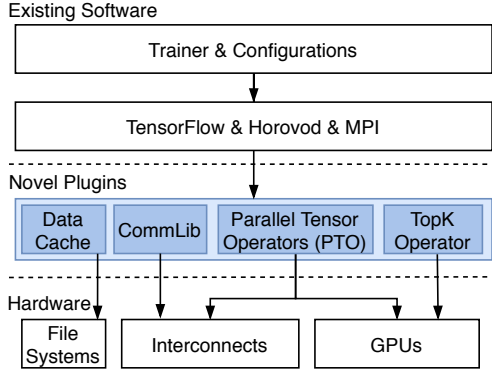 Existing Software
Trainer & Configurations
TensorFlow & Horovod & MPI
Novel Plugins
Data
Cache
CommLib
Parallel Tensor
Operators (PTO)
TopK
Operator
Hardware
File
Systems
Interconnects
GPUs